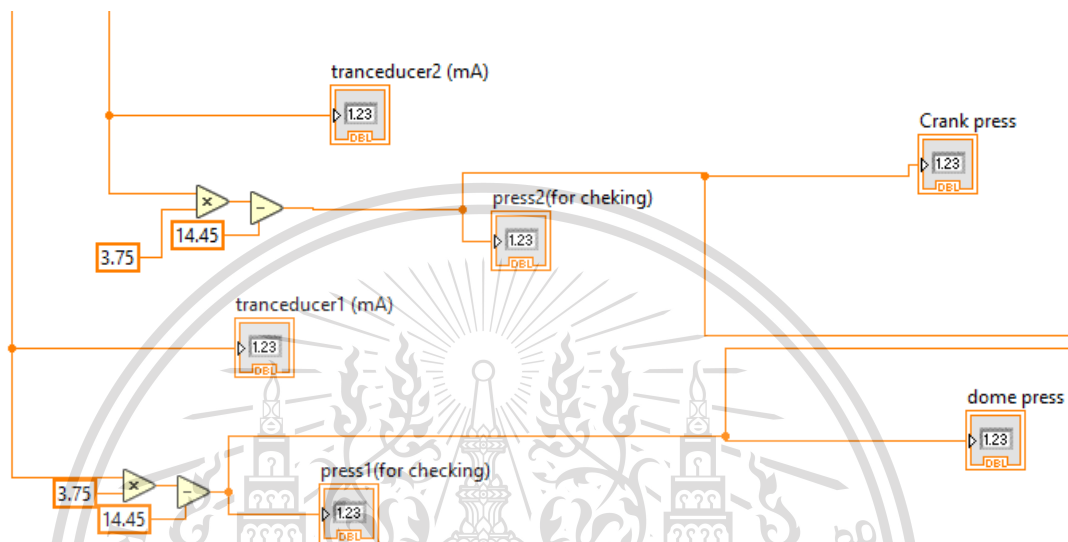 tranceducer2 (mA)
1.23
DBL
Crank press
1.23
DBL
press2(for cheking)
1.23
DBL
×
−
14.45
3.75
tranceducer1 (mA)
1.23
DBL
dome press
1.23
DBL
press1(for checking)
1.23
DBL
×
−
3.75
14.45